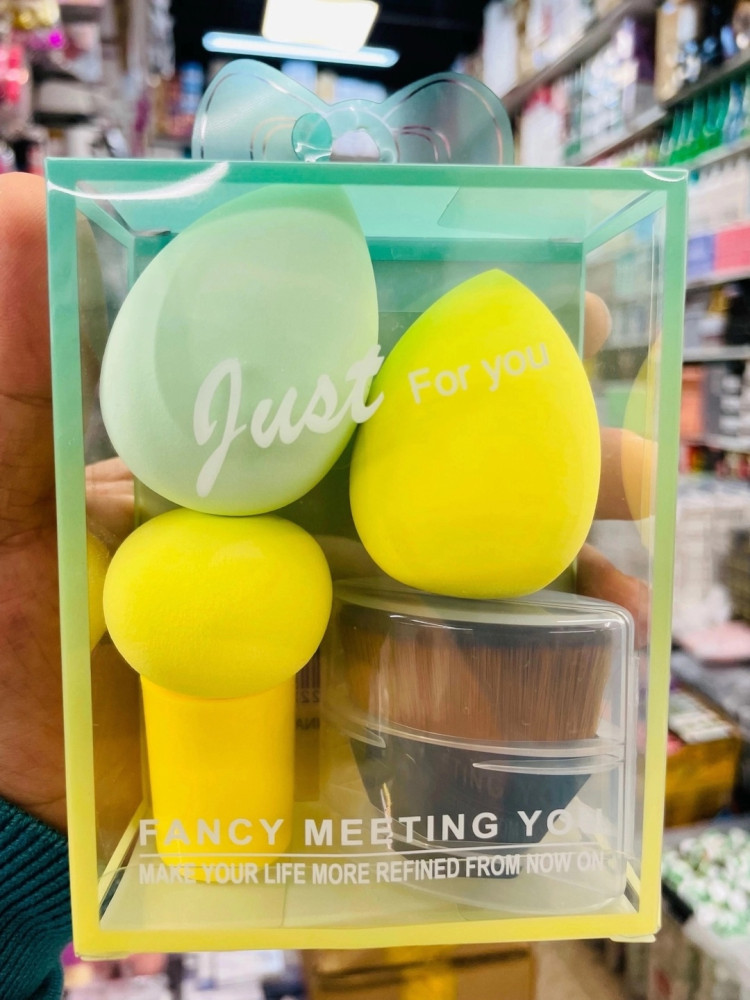 Just For you
FANCY MEETING YOU
MAKE YOUR LIFE MORE REFINED FROM NOW ON